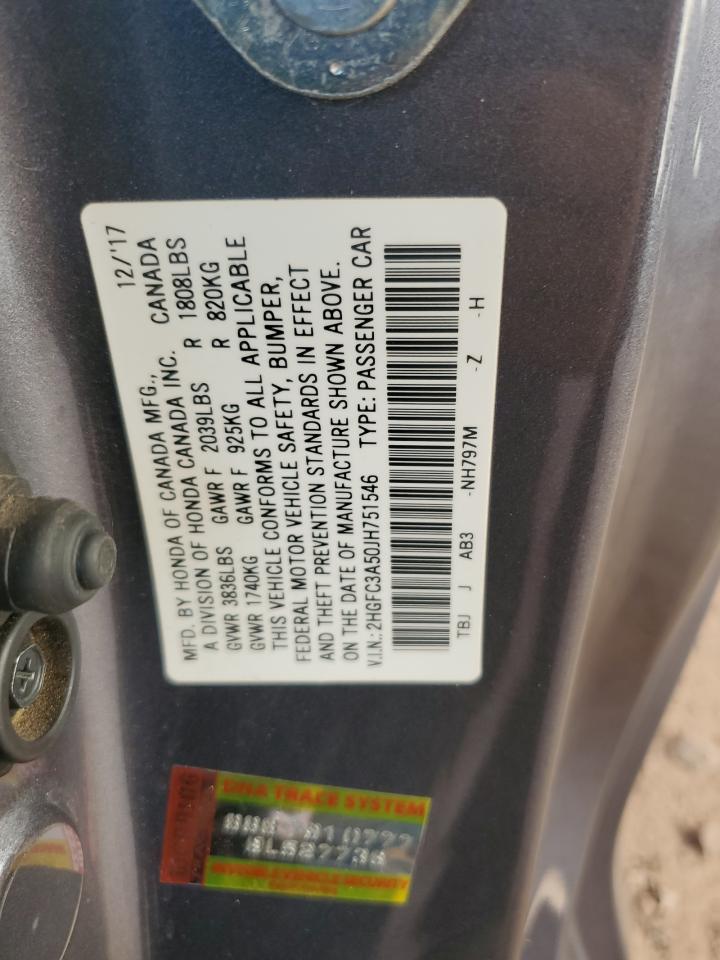 12/'17
MFD. BY HONDA OF CANADA MFG.,
A DIVISION OF HONDA CANADA INC. CANADA
GVWR 3836LBS GAWR F 2039LBS R 1808LBS
GVWR 1740KG GAWR F 925KG R 820KG
THIS VEHICLE CONFORMS TO ALL APPLICABLE
FEDERAL MOTOR VEHICLE SAFETY, BUMPER,
AND THEFT PREVENTION STANDARDS IN EFFECT
ON THE DATE OF MANUFACTURE SHOWN ABOVE.
V.I.N.: 2HGFC3A50JH751546 TYPE: PASSENGER CAR
TBJ J AB3 -NH797M -Z -H
DNA TRACE SYSTEM